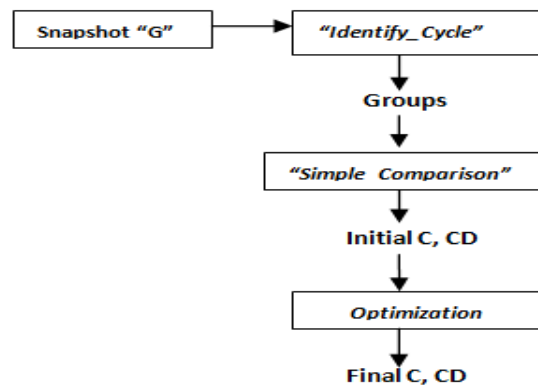 Snapshot “G”
“Identify_Cycle”
Groups
“Simple Comparison”
Initial C, CD
Optimization
Final C, CD